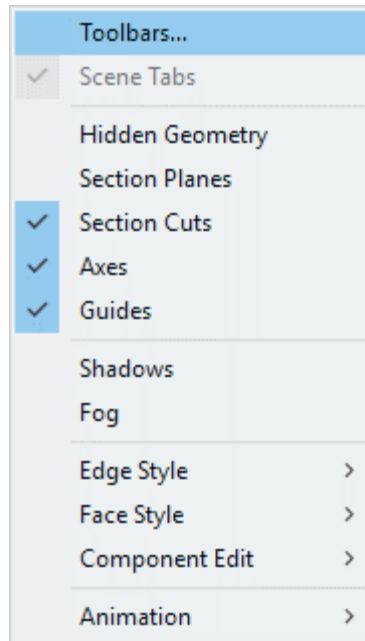 Toolbars...
Scene Tabs
Hidden Geometry
Section Planes
Section Cuts
Axes
Guides
Shadows
Fog
Edge Style
Face Style
Component Edit
Animation